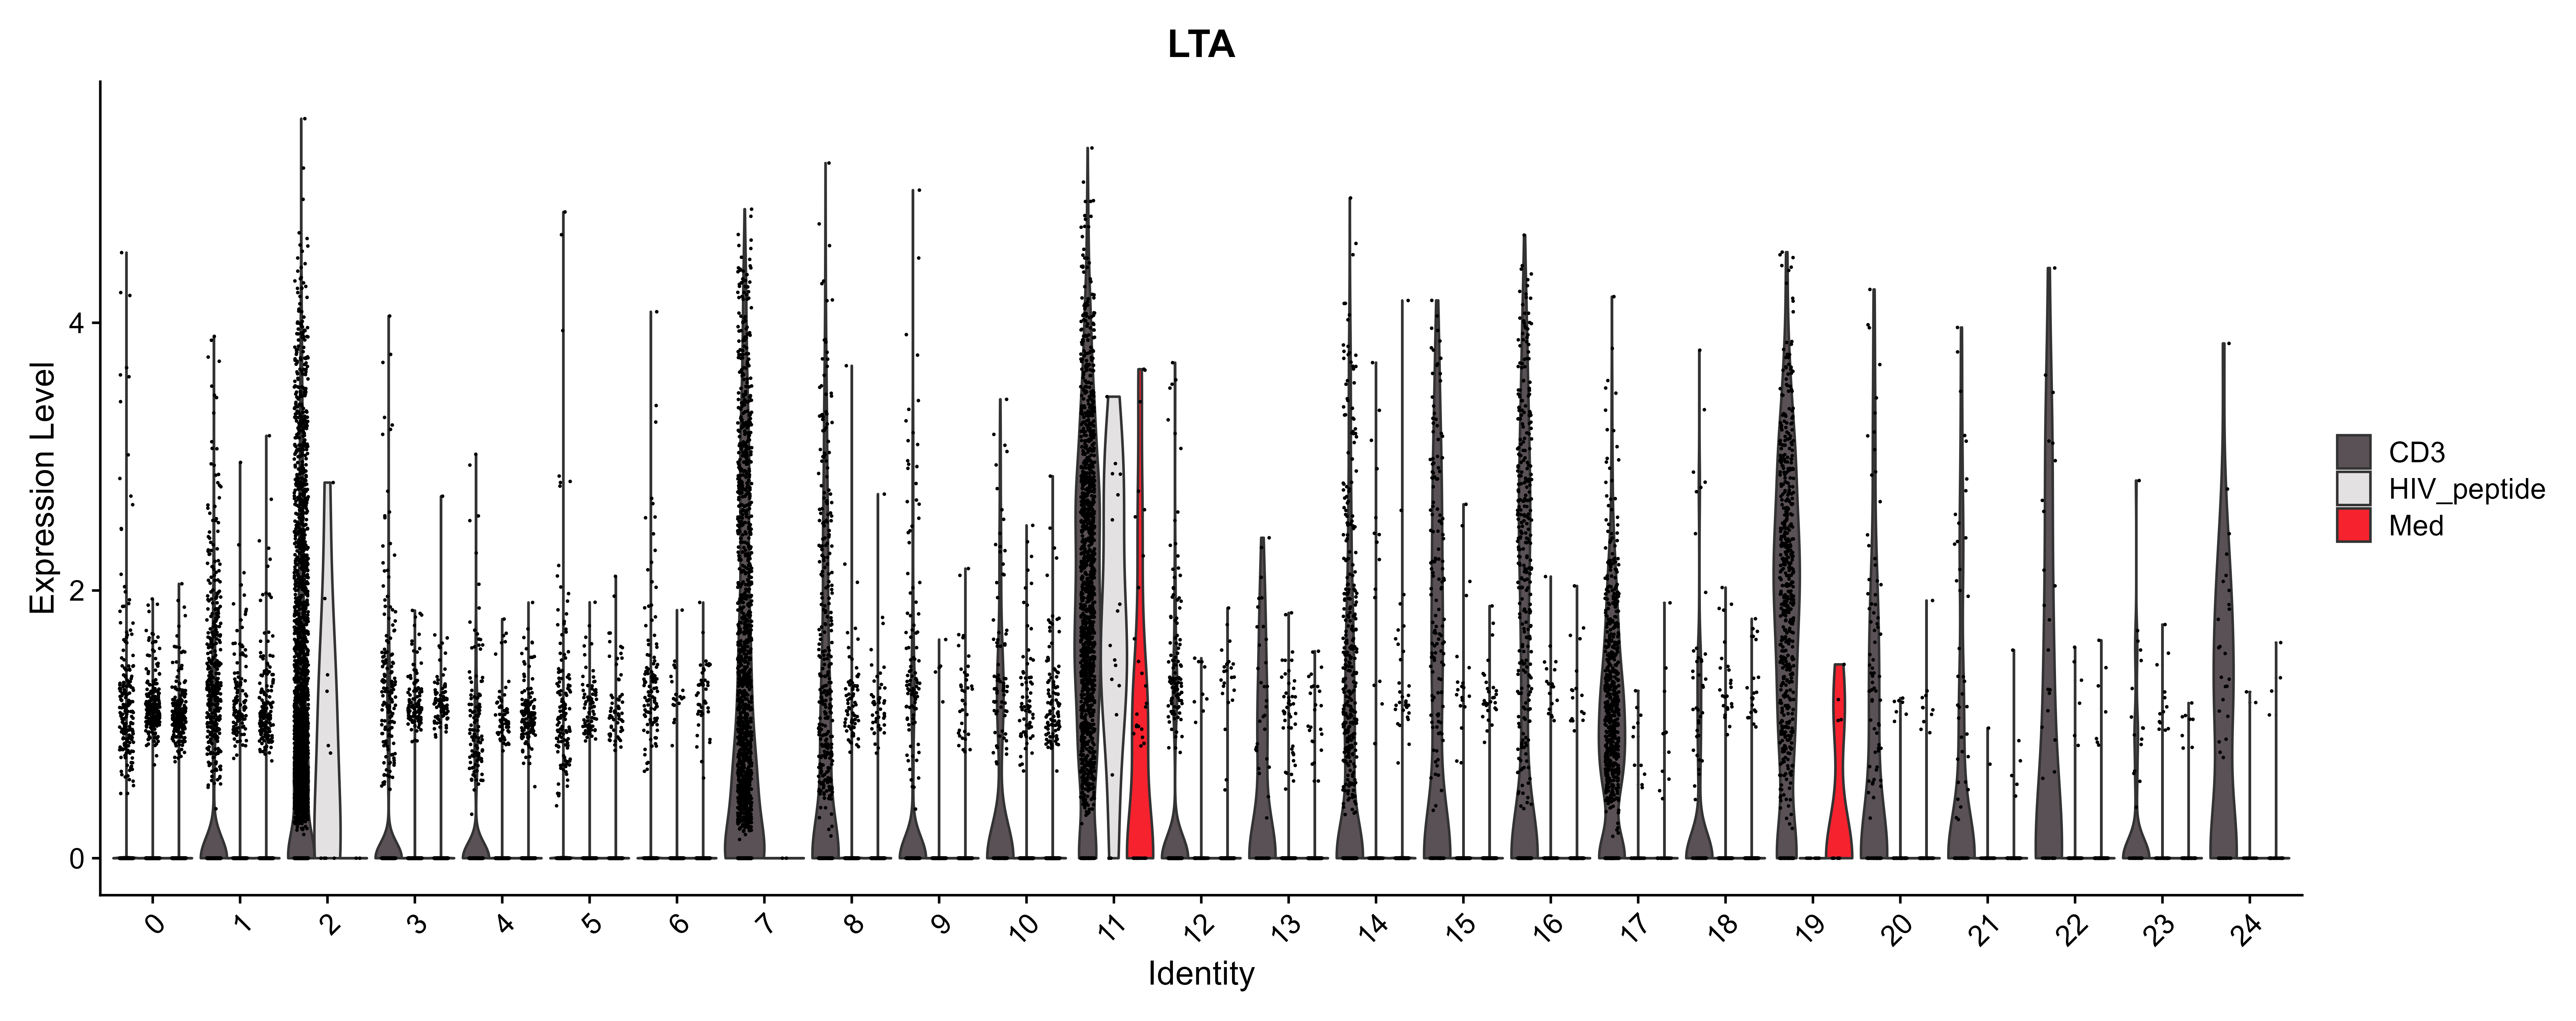 LTA
Expression Level
4
2
0
0 1 2 3 4 5 6 7 8 9 10 11 12 13 14 15 16 17 18 19 20 21 22 23 24
Identity
CD3
HIV_peptide
Med